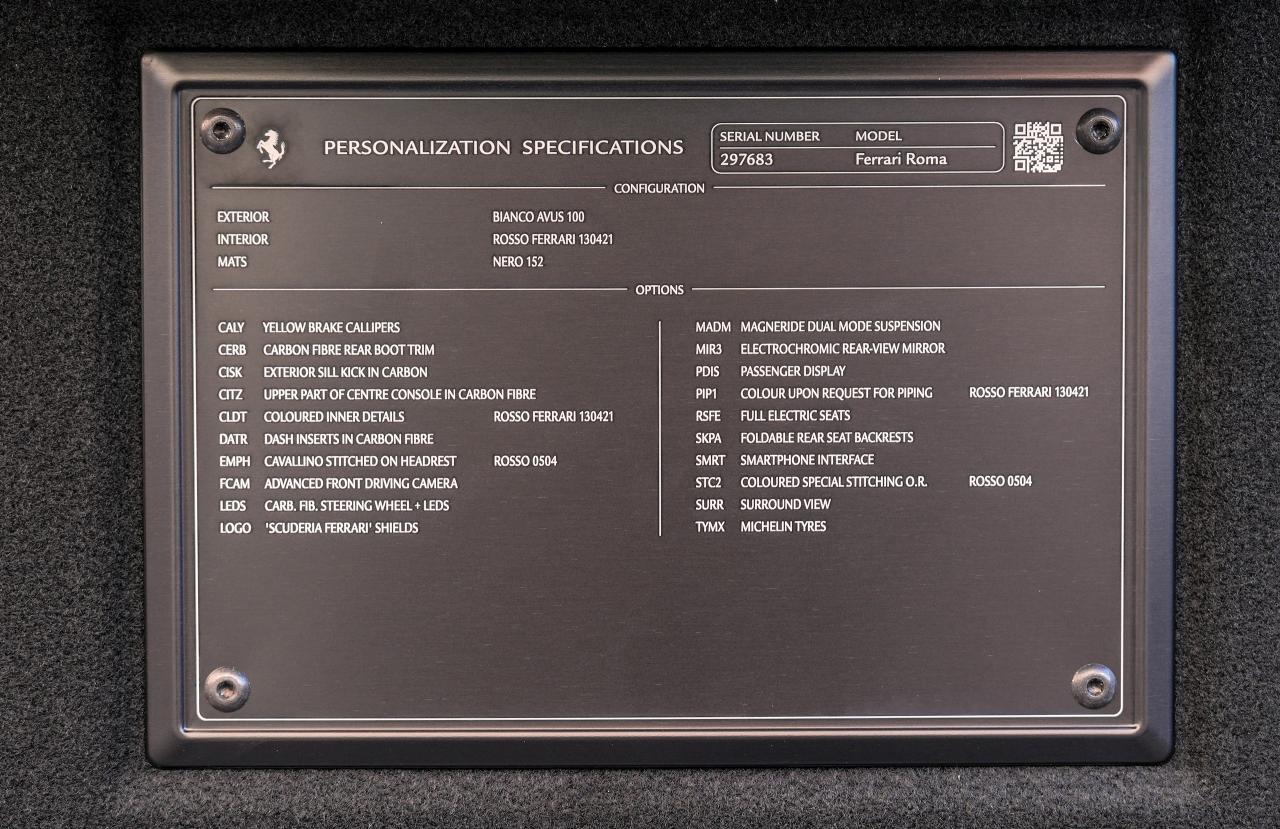 PERSONALIZATION SPECIFICATIONS
SERIAL NUMBER MODEL
297683 Ferrari Roma
CONFIGURATION
EXTERIOR BIANCO AVUS 100
INTERIOR ROSSO FERRARI 130421
MATS NERO 152
OPTIONS
CALY YELLOW BRAKE CALLIPERS
CERB CARBON FIBRE REAR BOOT TRIM
CISK EXTERIOR SILL KICK IN CARBON
CITZ UPPER PART OF CENTRE CONSOLE IN CARBON FIBRE
CLDT COLOURED INNER DETAILS ROSSO FERRARI 130421
DATR DASH INSERTS IN CARBON FIBRE
EMPH CAVALLINO STITCHED ON HEADREST ROSSO 0504
FCAM ADVANCED FRONT DRIVING CAMERA
LEDS CARB. FIB. STEERING WHEEL + LEDS
LOGO 'SCUDERIA FERRARI' SHIELDS
MADM MAGNERIDE DUAL MODE SUSPENSION
MIR3 ELECTROCHROMIC REAR-VIEW MIRROR
PDIS PASSENGER DISPLAY
PIP1 COLOUR UPON REQUEST FOR PIPING ROSSO FERRARI 130421
RSFE FULL ELECTRIC SEATS
SKPA FOLDABLE REAR SEAT BACKRESTS
SMRT SMARTPHONE INTERFACE
STC2 COLOURED SPECIAL STITCHING O.R. ROSSO 0504
SURR SURROUND VIEW
TYMX MICHELIN TYRES